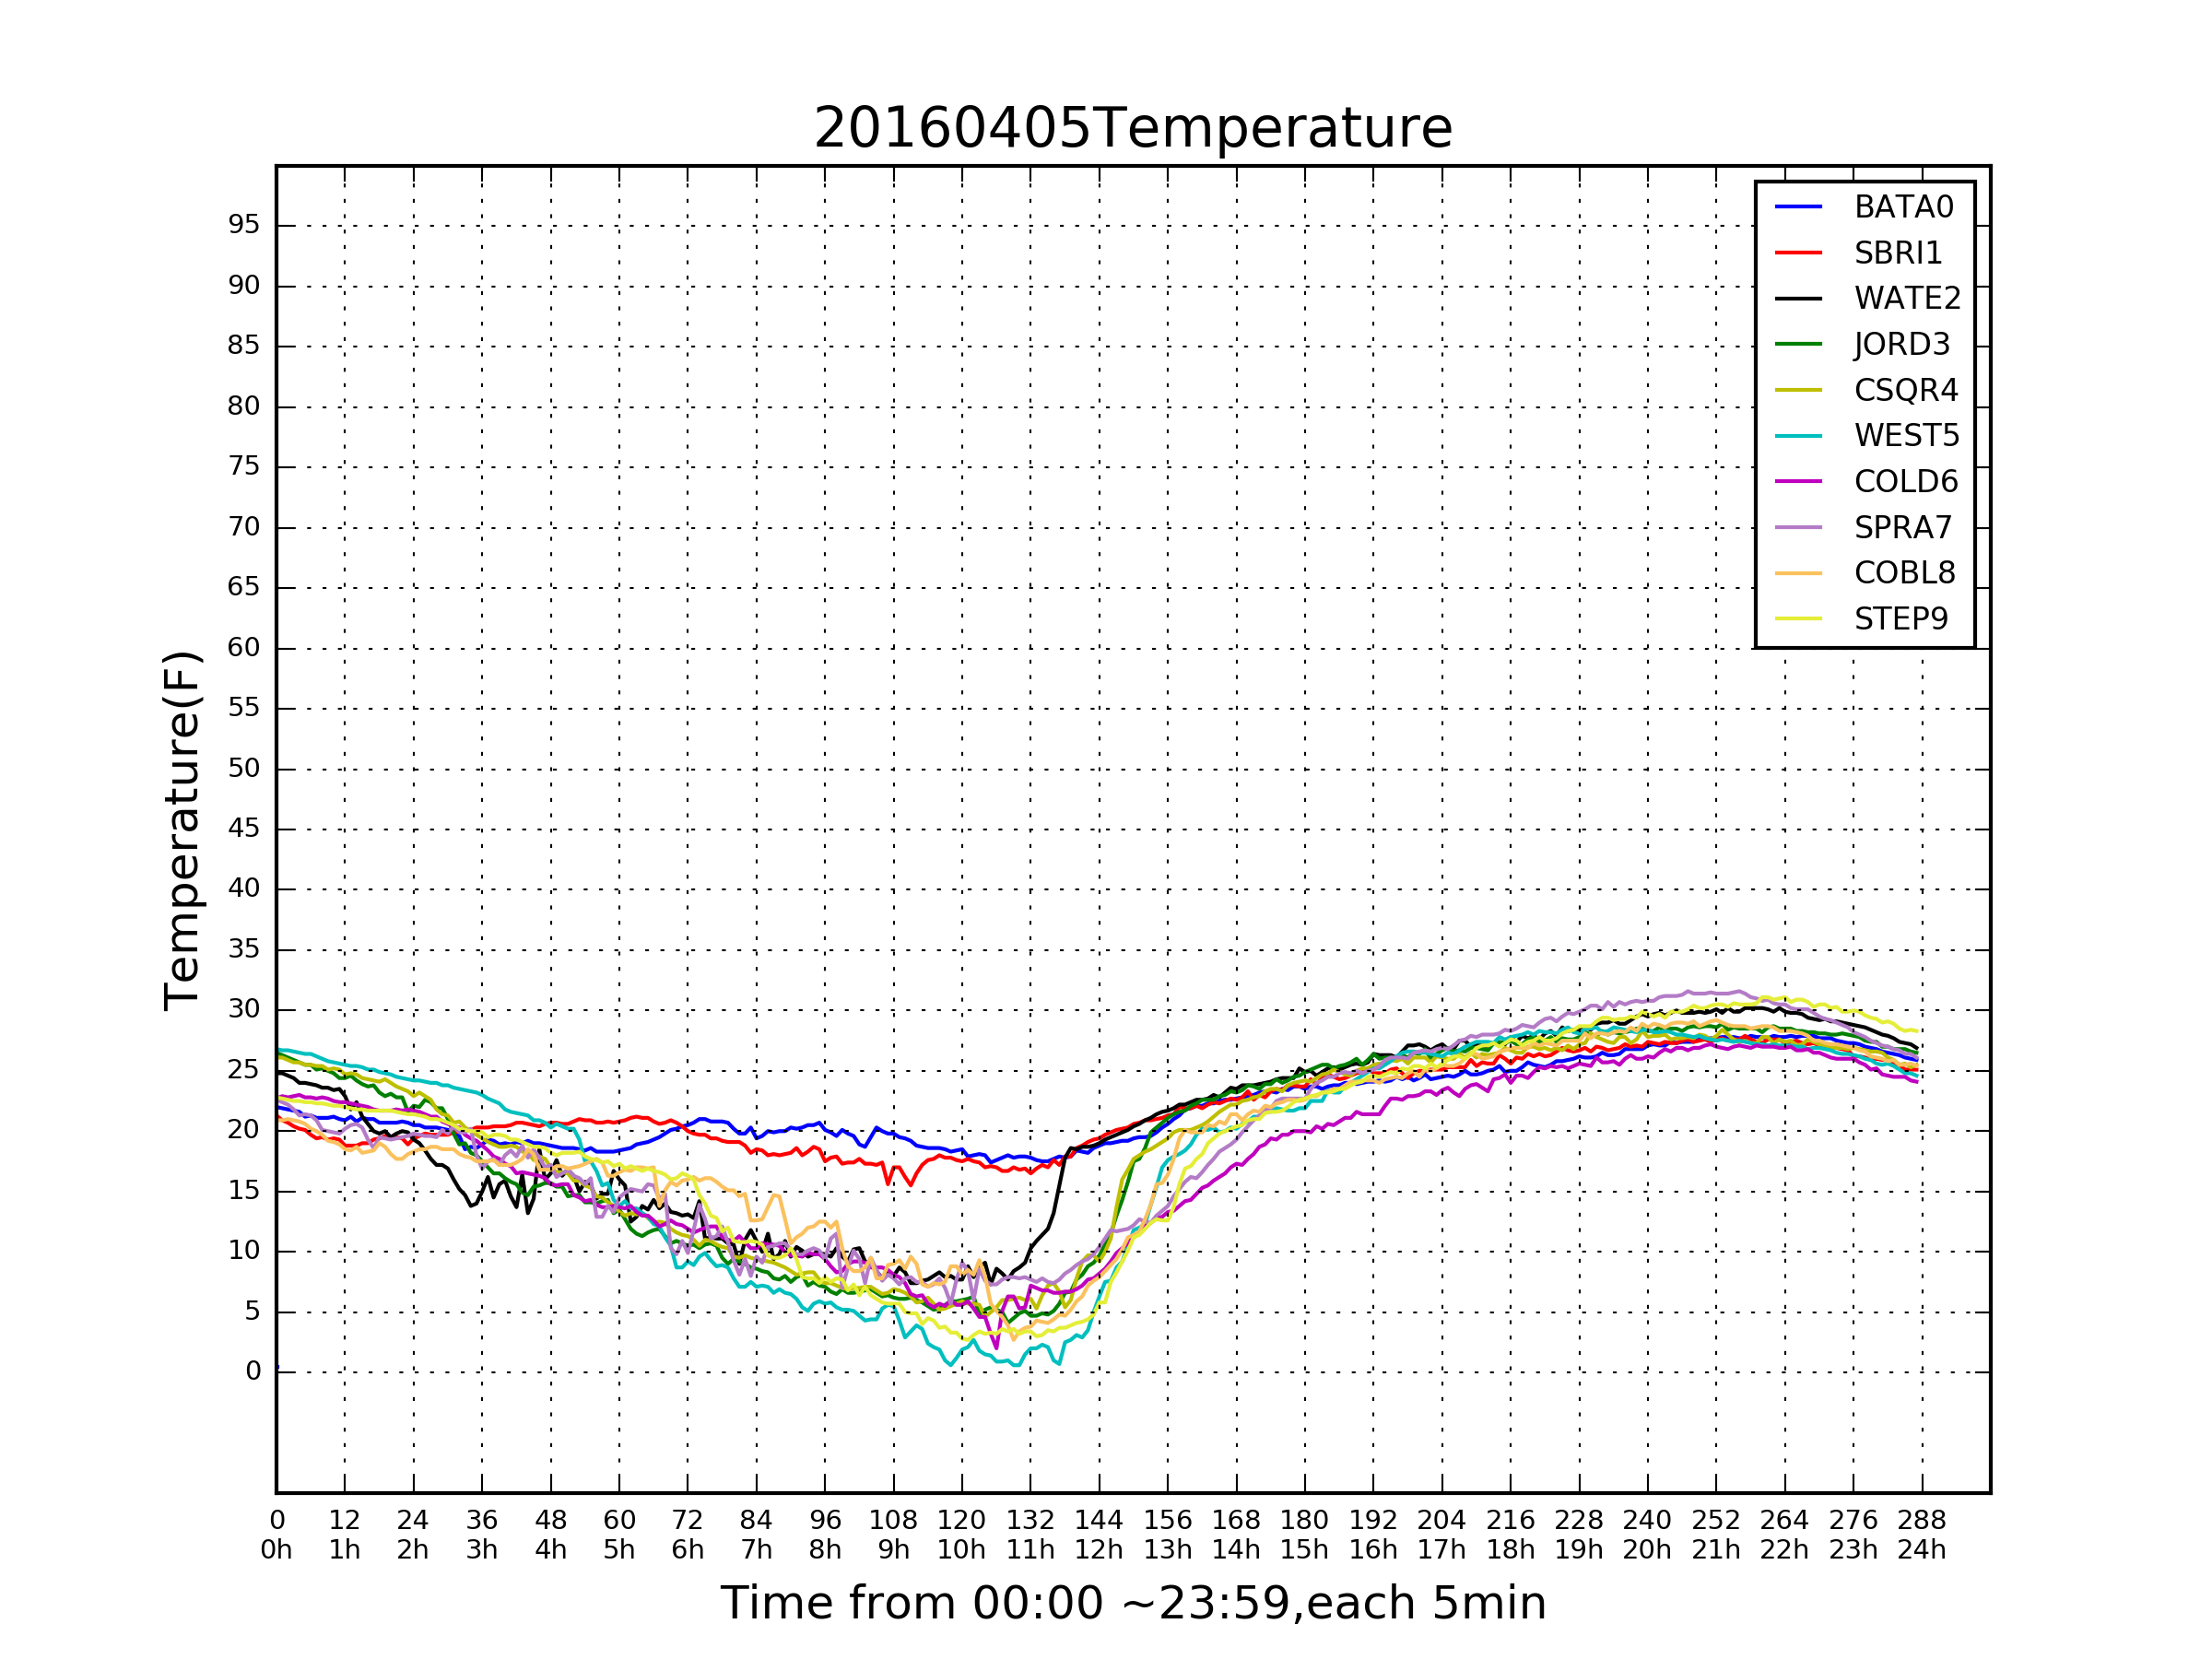 20160405Temperature
95
90
85
80
75
70
65
60
55
50
45
40
35
30
25
20
15
10
5
0
Temperature(F)
BATA0
SBRI1
WATE2
JORD3
CSQR4
WEST5
COLD6
SPRA7
COBL8
STEP9
0 12 24 36 48 60 72 84 96 108 120 132 144 156 168 180 192 204 216 228 240 252 264 276 288
0h 1h 2h 3h 4h 5h 6h 7h 8h 9h 10h 11h 12h 13h 14h 15h 16h 17h 18h 19h 20h 21h 22h 23h 24h
Time from 00:00 ~23:59,each 5min